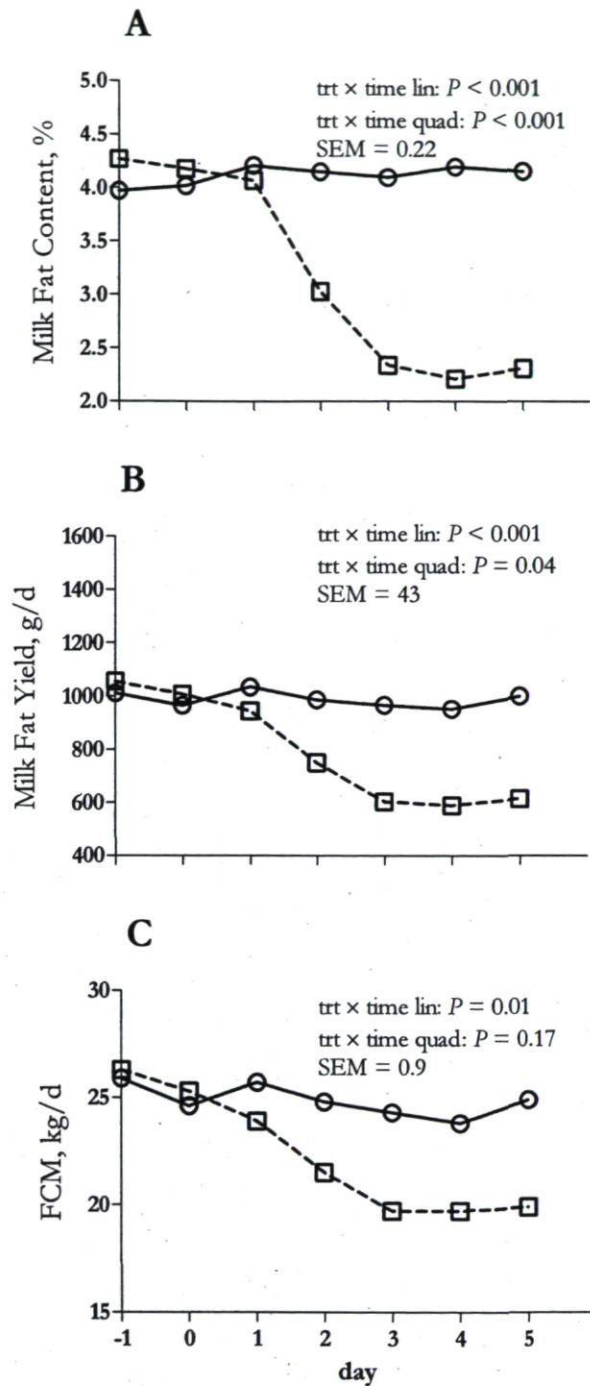 A
Milk Fat Content, %
5.0
4.5
4.0
3.5
3.0
2.5
2.0
trt × time lin: P < 0.001
trt × time quad: P < 0.001
SEM = 0.22
B
Milk Fat Yield, g/d
1600
1400
1200
1000
800
600
400
trt × time lin: P < 0.001
trt × time quad: P = 0.04
SEM = 43
C
FCM, kg/d
30
25
20
15
trt × time lin: P = 0.01
trt × time quad: P = 0.17
SEM = 0.9
-1 0 1 2 3 4 5
day